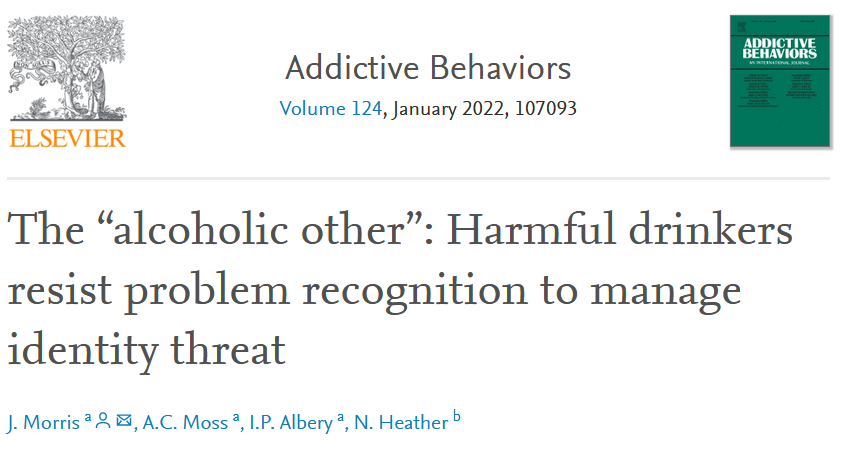 ELSEVIER
Addictive Behaviors
Volume 124, January 2022, 107093
ADDICTIVE
BEHAVIORS
AN INTERNATIONAL JOURNAL
The “alcoholic other”: Harmful drinkers
resist problem recognition to manage
identity threat
J. Morris a, A.C. Moss a, I.P. Albery a, N. Heather b